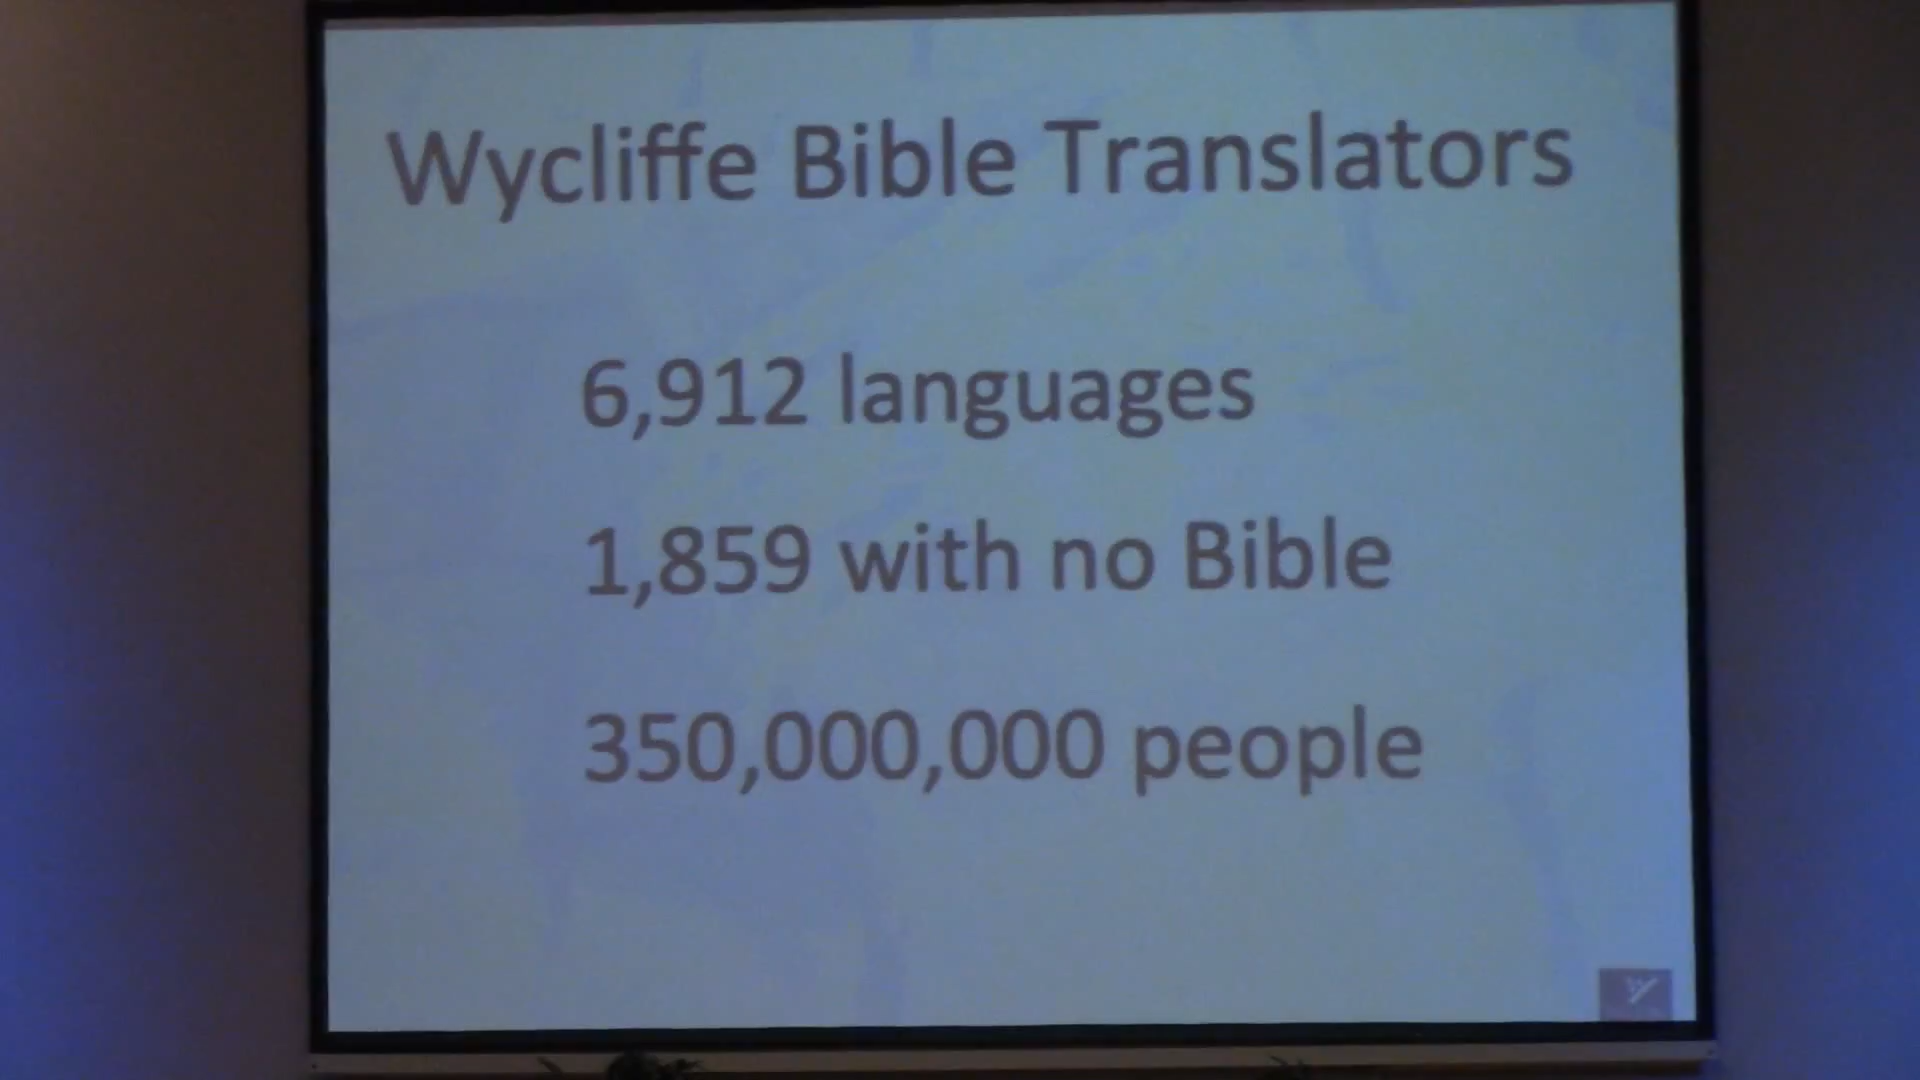 Wycliffe Bible Translators
6,912 languages
1,859 with no Bible
350,000,000 people